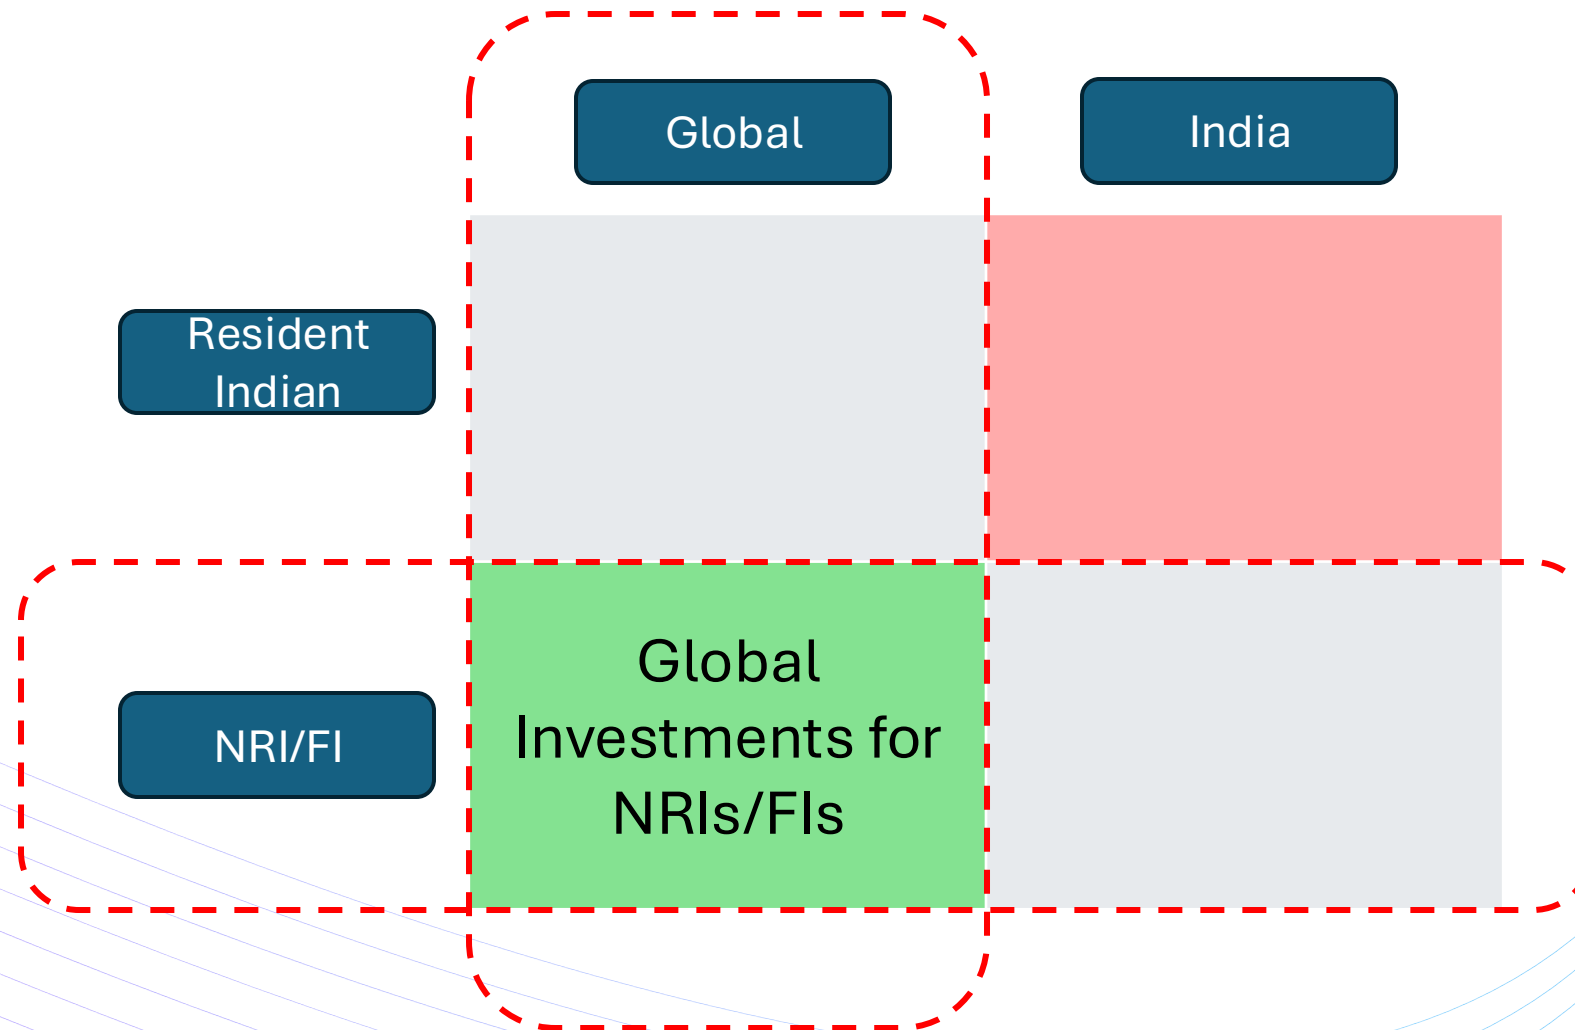 Global
India
Resident
Indian
NRI/FI
Global
Investments for
NRIs/FIs